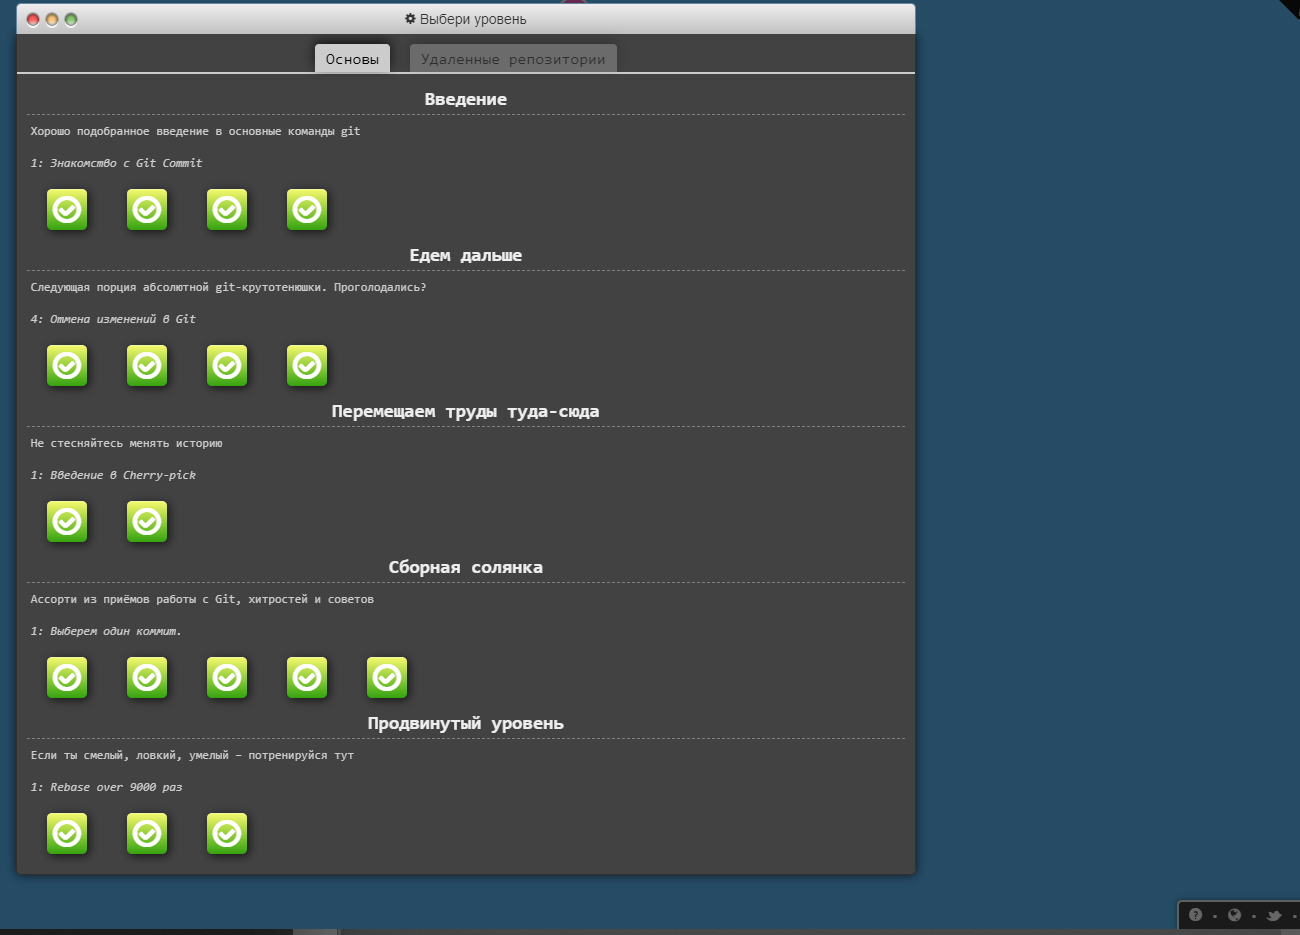 Выбери уровень
Основы
Удаленные репозитории
Введение
Хорошо подобранное введение в основные команды git
1: Знакомство с Git Commit
Едем дальше
Следующая порция абсолютной git-крутотенюшки. Проголодались?
4: Отмена изменений в Git
Перемещаем труды туда-сюда
Не стесняйтесь менять историю
1: Введение в Cherry-pick
Сборная солянка
Ассорти из приёмов работы с Git, хитростей и советов
1: Выберем один коммит.
Продвинутый уровень
Если ты смелый, ловкий, умелый – потренируйся тут
1: Rebase over 9000 раз